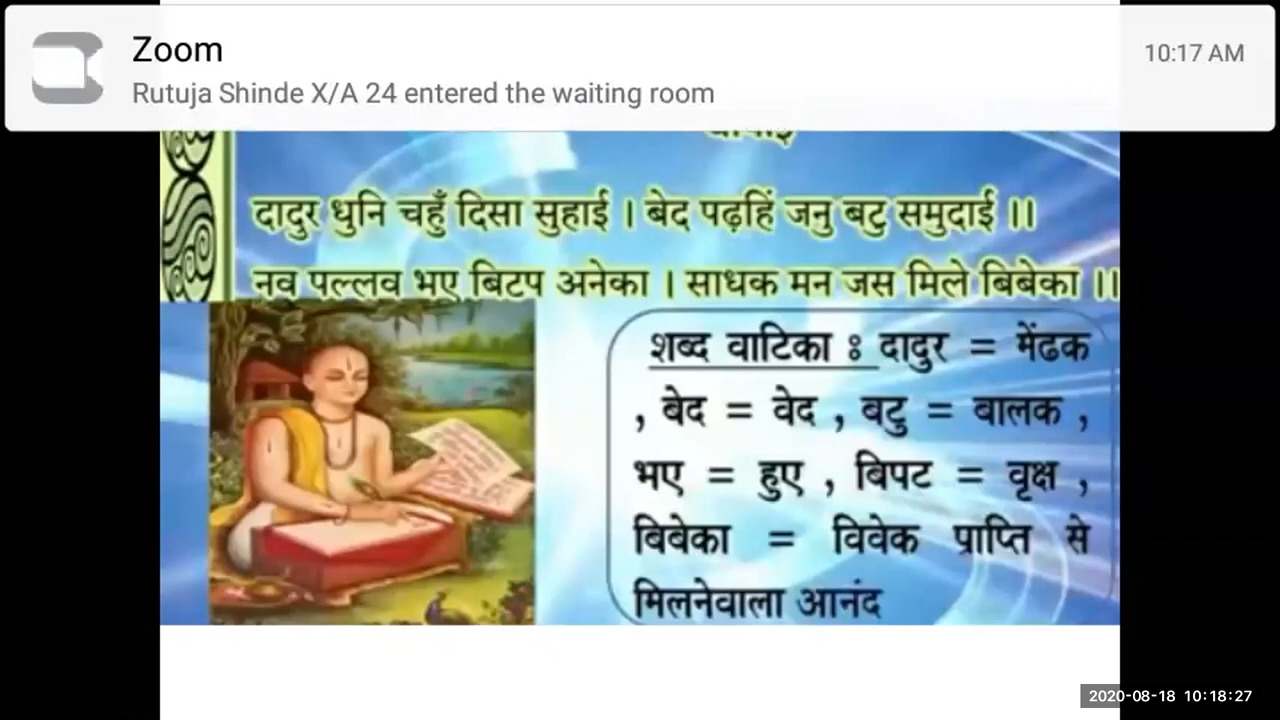 Zoom
10:17 AM
Rutuja Shinde X/A 24 entered the waiting room
दादुर धुनि चहुँ दिसा सुहाई । बेद पढ़हिं जनु बटु समुदाई ।।
नव पल्लव भए बिटप अनेका । साधक मन जस मिले बिबेका ।।
शब्द वाटिका : दादुर = मेंढक
, बेद = वेद , बटु = बालक ,
भए = हुए , बिपट = वृक्ष ,
बिबेका = विवेक प्राप्ति से
मिलनेवाला आनंद
2020-08-18 10:18:27